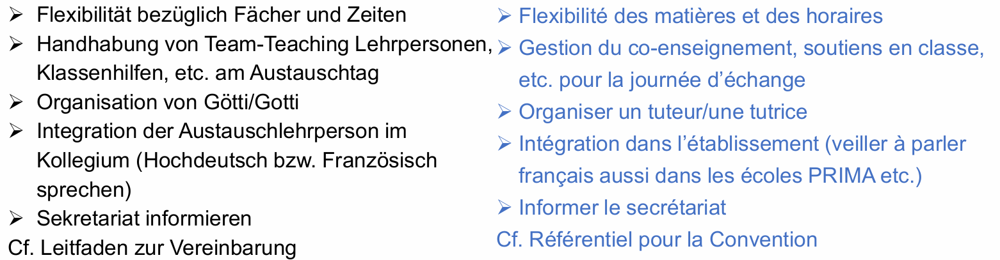 ➢ Flexibilität bezüglich Fächer und Zeiten
➢ Handhabung von Team-Teaching Lehrpersonen,
Klassenhilfen, etc. am Austauschtag
➢ Organisation von Götti/Gotti
➢ Integration der Austauschlehrperson im
Kollegium (Hochdeutsch bzw. Französisch
sprechen)
➢ Sekretariat informieren
Cf. Leitfaden zur Vereinbarung
➢ Flexibilité des matières et des horaires
➢ Gestion du co-enseignement, soutiens en classe,
etc. pour la journée d’échange
➢ Organiser un tuteur/une tutrice
➢ Intégration dans l’établissement (veiller à parler
français aussi dans les écoles PRIMA etc.)
➢ Informer le secrétariat
Cf. Référentiel pour la Convention